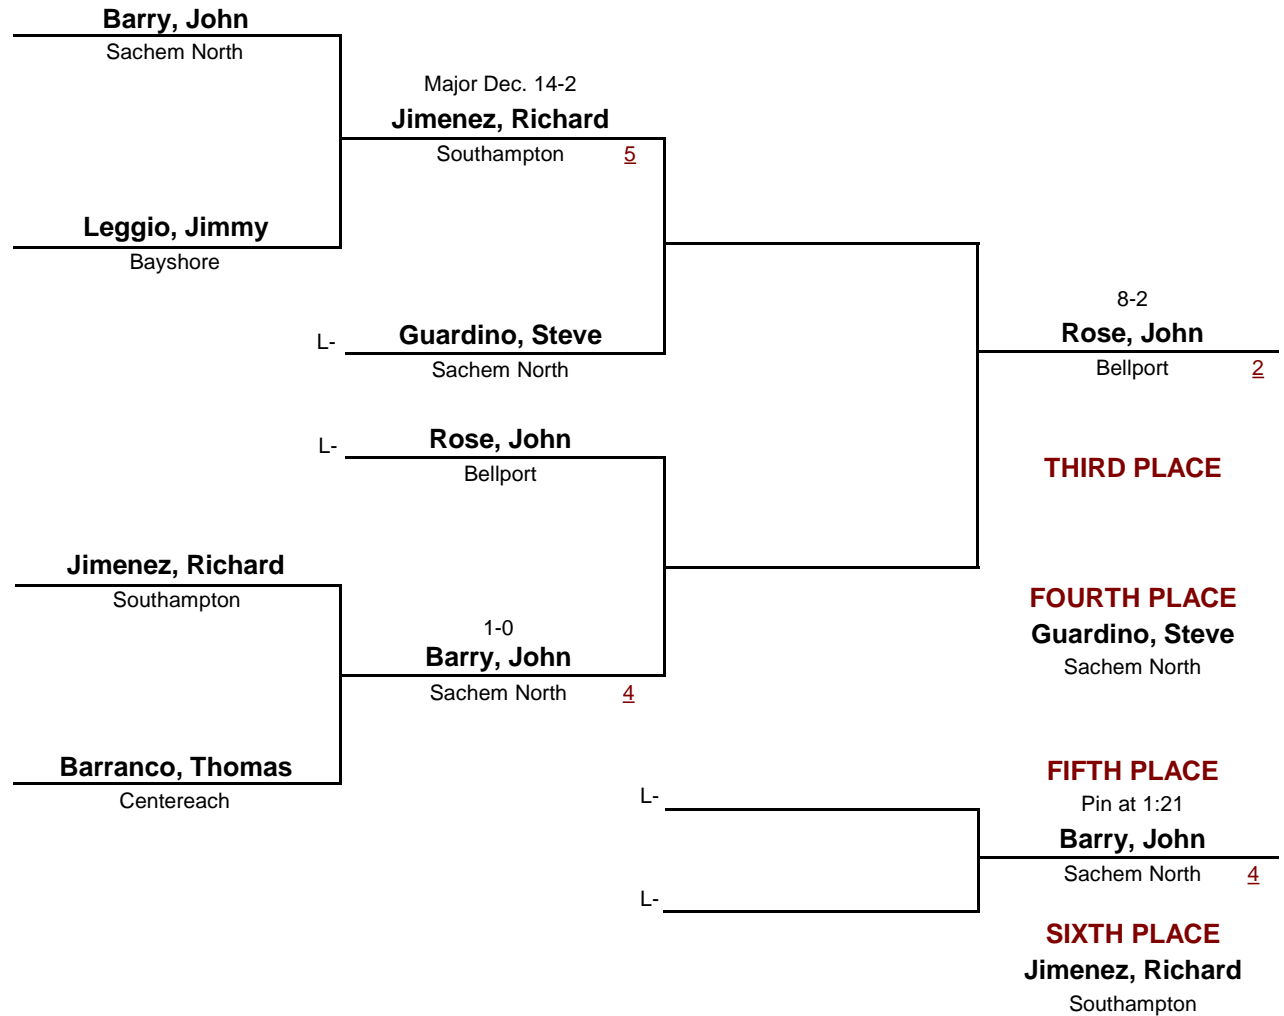 Barry, John
Sachem North
Major Dec. 14-2
Jimenez, Richard
Southampton 5
Leggio, Jimmy
Bayshore
8-2
L- Guardino, Steve
Sachem North
Rose, John
Bellport 2
L- Rose, John
Bellport
THIRD PLACE
Jimenez, Richard
Southampton
FOURTH PLACE
Guardino, Steve
Sachem North
1-0
Barry, John
Sachem North 4
Barranco, Thomas
Centereach
FIFTH PLACE
L-
Pin at 1:21
Barry, John
Sachem North 4
L-
SIXTH PLACE
Jimenez, Richard
Southampton